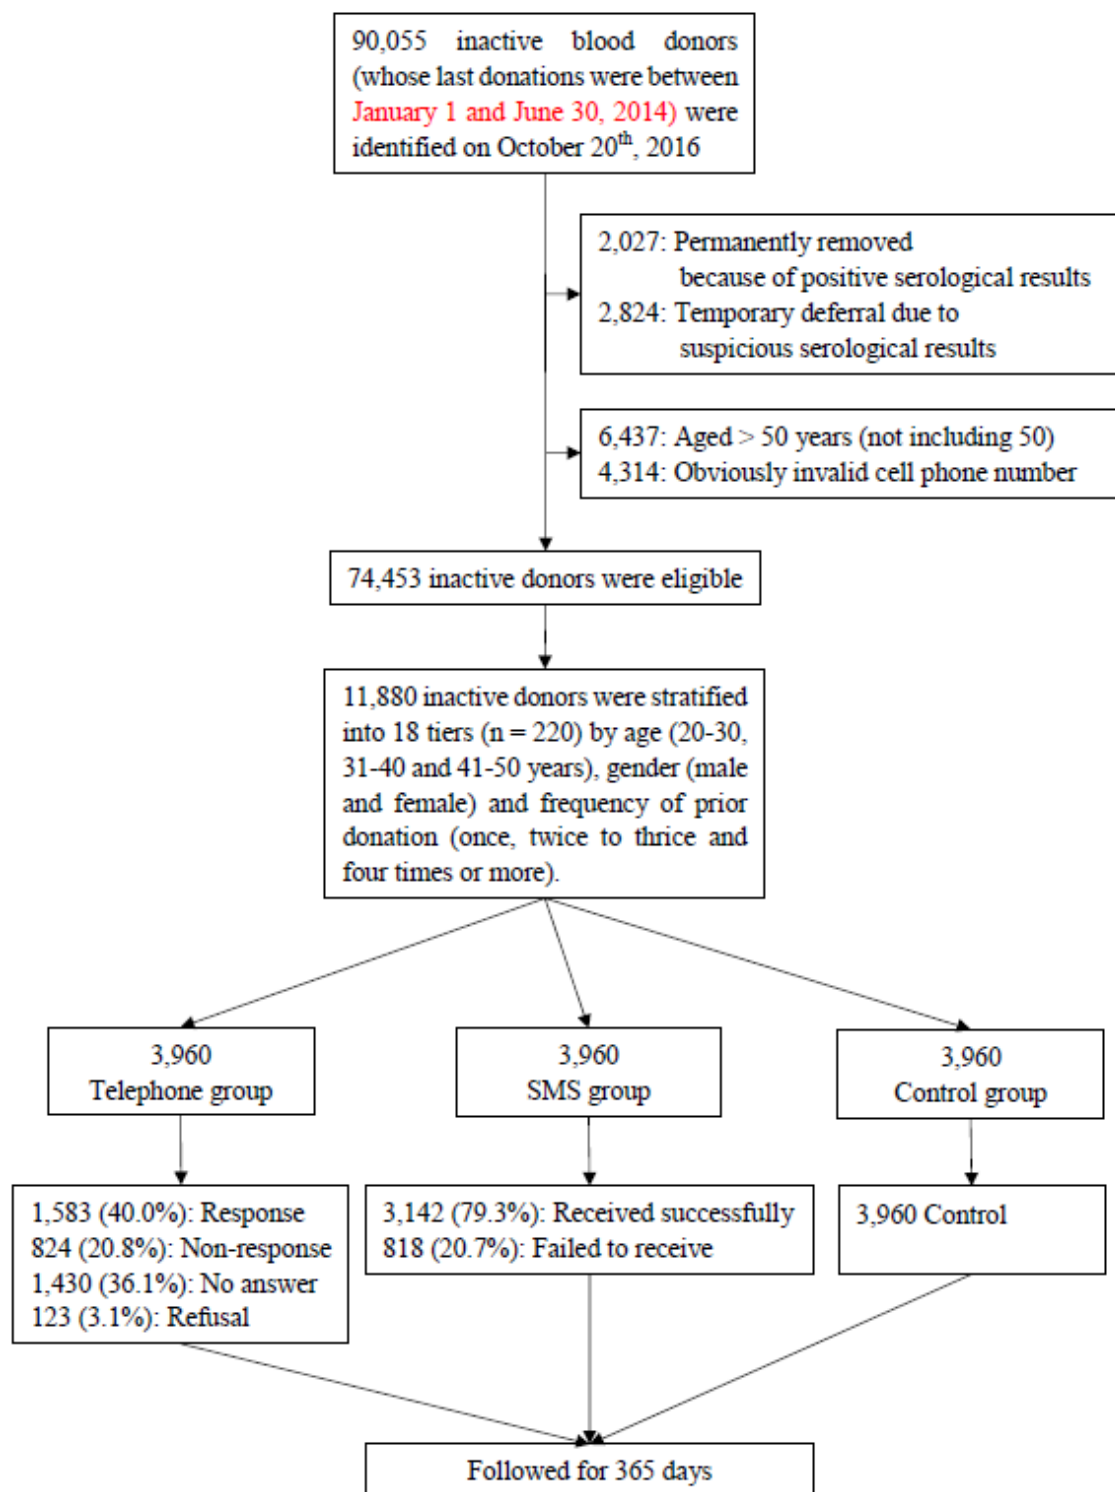 90,055 inactive blood donors
(whose last donations were between
January 1 and June 30, 2014) were
identified on October 20th, 2016
2,027: Permanently removed
because of positive serological results
2,824: Temporary deferral due to
suspicious serological results
6,437: Aged > 50 years (not including 50)
4,314: Obviously invalid cell phone number
74,453 inactive donors were eligible
11,880 inactive donors were stratified
into 18 tiers (n = 220) by age (20-30,
31-40 and 41-50 years), gender (male
and female) and frequency of prior
donation (once, twice to thrice and
four times or more).
3,960
Telephone group
3,960
SMS group
3,960
Control group
1,583 (40.0%): Response
824 (20.8%): Non-response
1,430 (36.1%): No answer
123 (3.1%): Refusal
3,142 (79.3%): Received successfully
818 (20.7%): Failed to receive
3,960 Control
Followed for 365 days